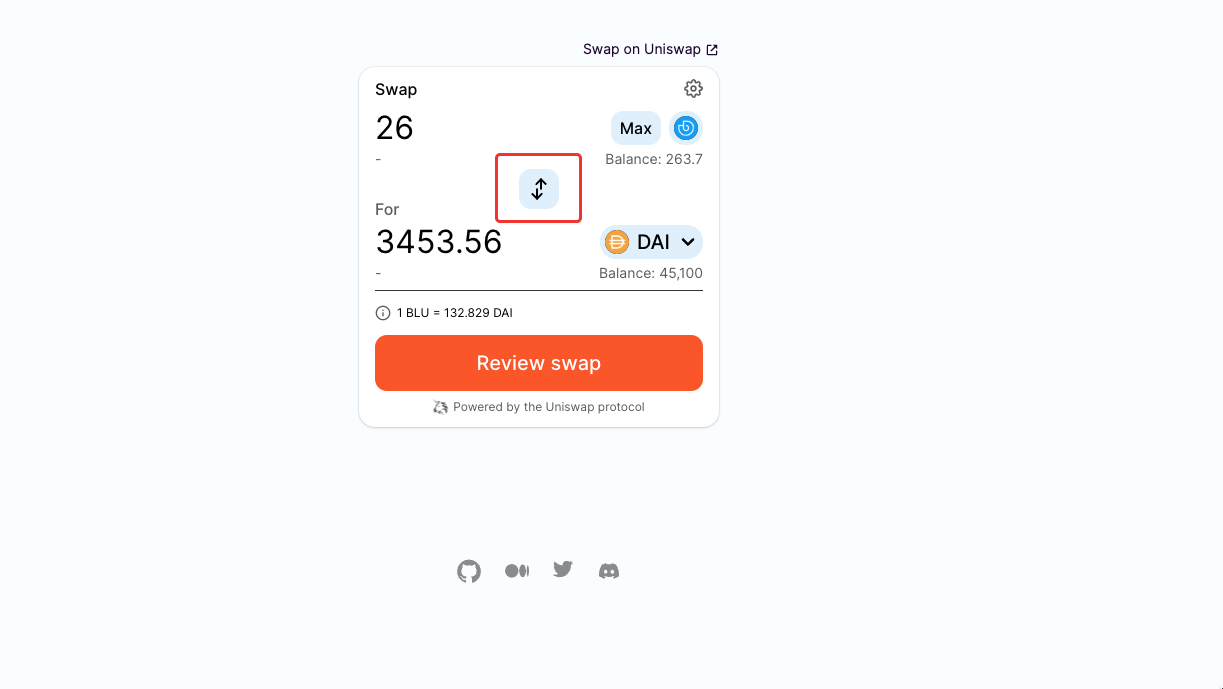 Swap on Uniswap
Swap
26
Max
-
Balance: 263.7
For
3453.56
DAI
-
Balance: 45,100
1 BLU = 132.829 DAI
Review swap
Powered by the Uniswap protocol